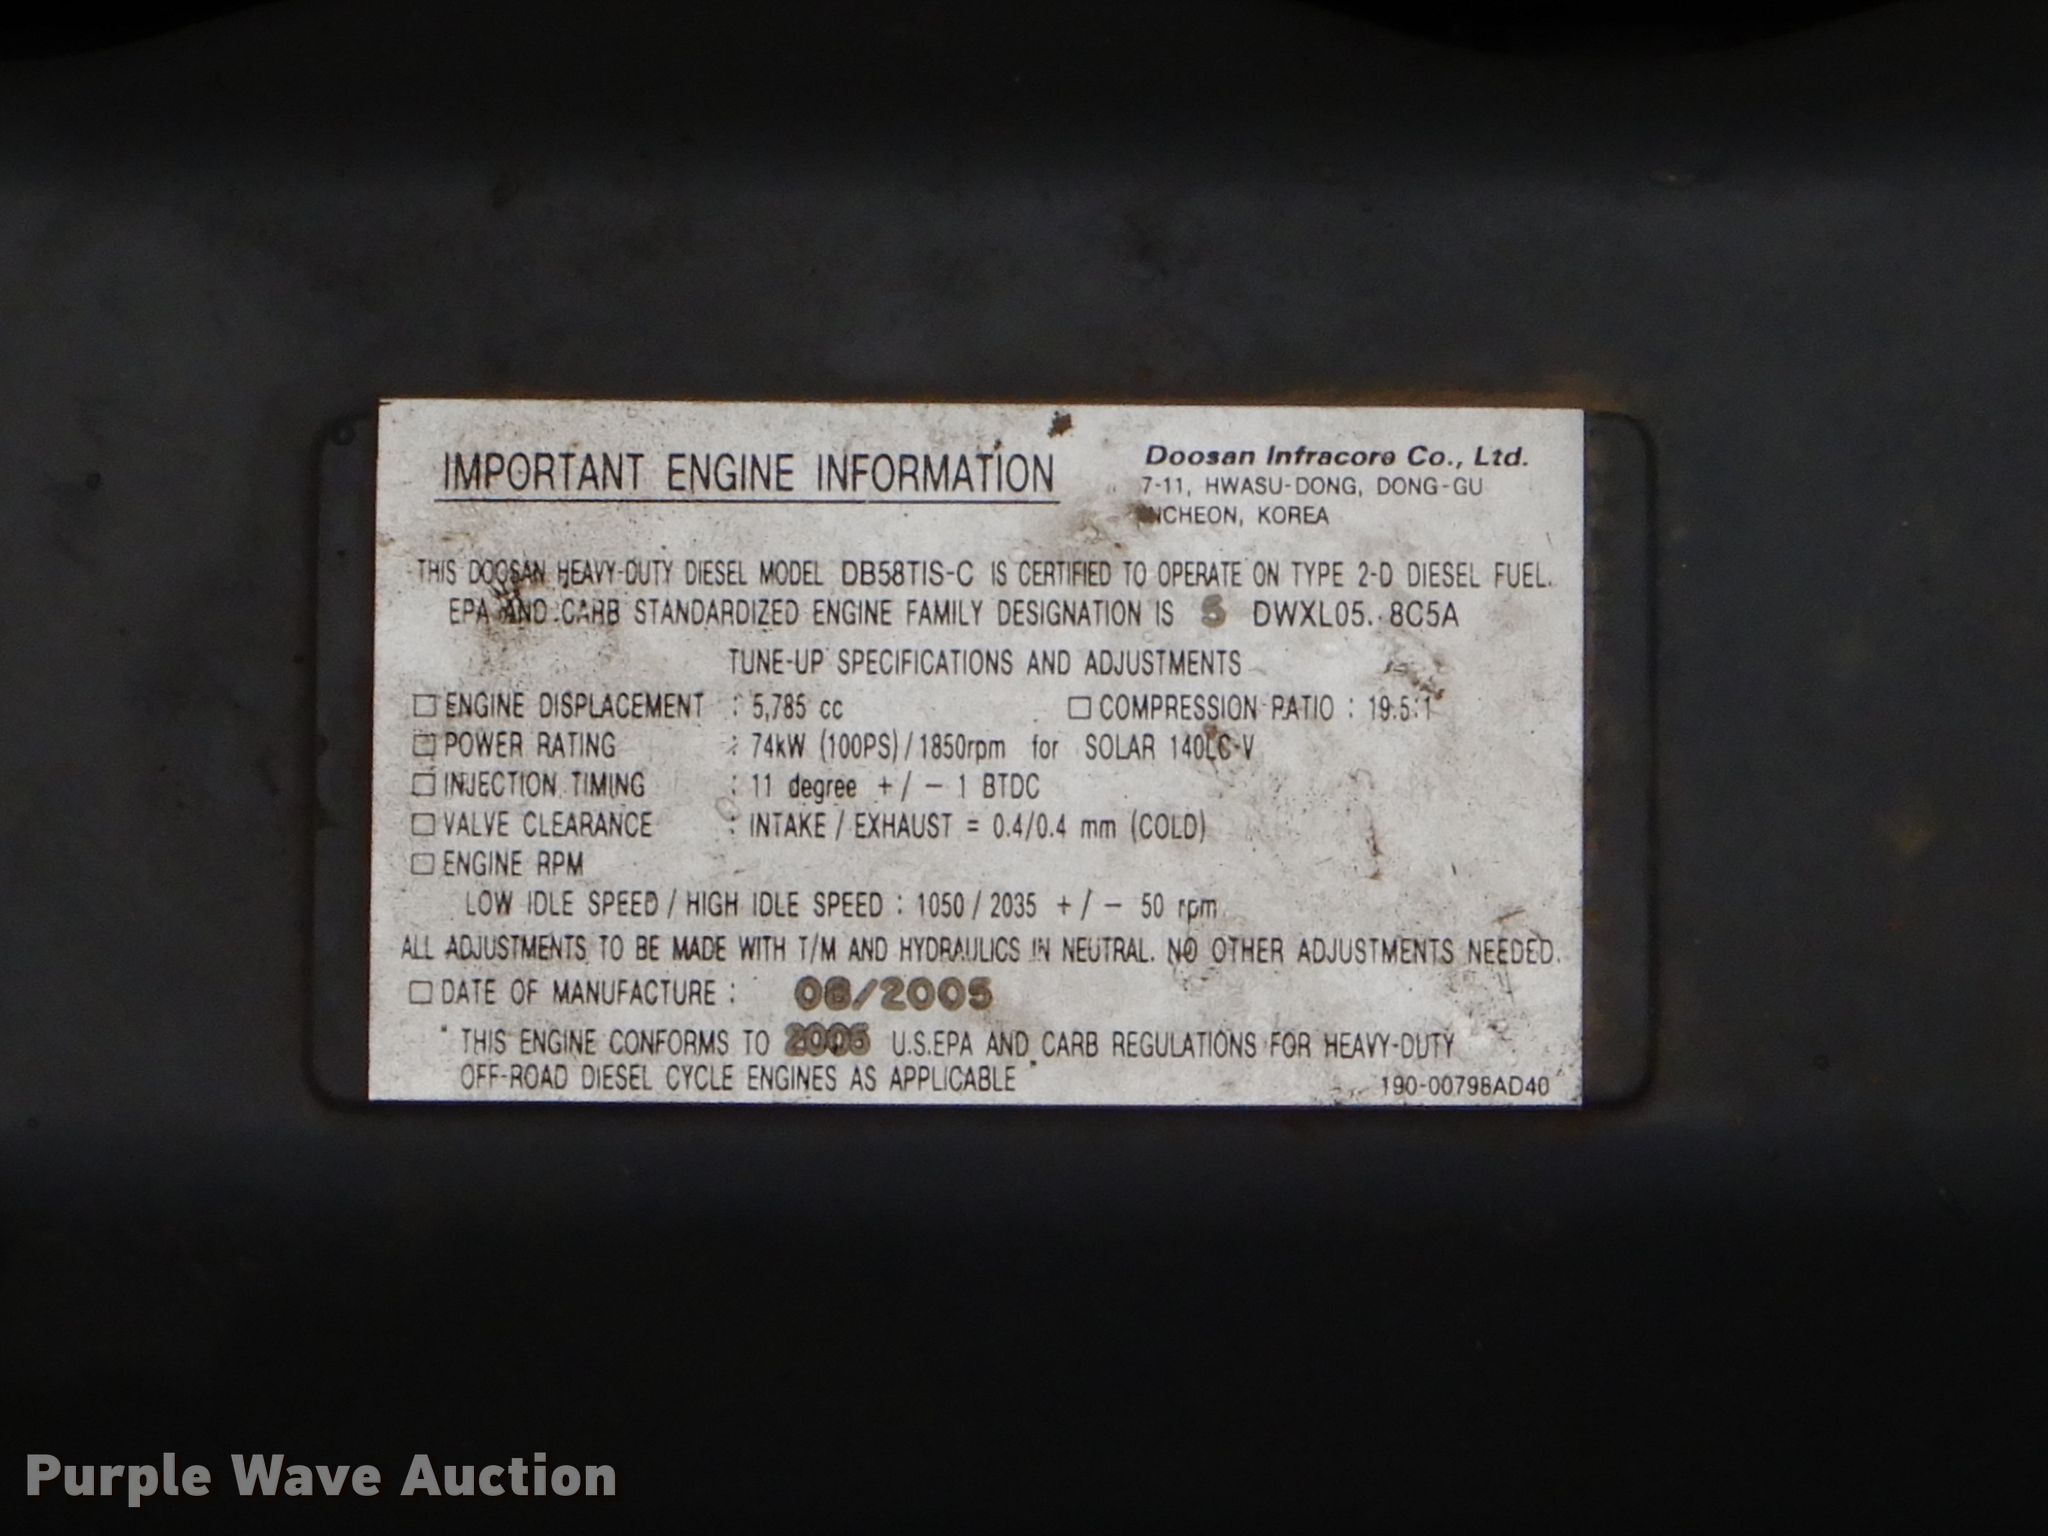 IMPORTANT ENGINE INFORMATION
Doosan Infracore Co., Ltd.
7-11, HWASU-DONG, DONG-GU
INCHEON, KOREA
THIS DOOSAN HEAVY-DUTY DIESEL MODEL DB58TIS-C IS CERTIFIED TO OPERATE ON TYPE 2-D DIESEL FUEL.
EPA AND CARB STANDARDIZED ENGINE FAMILY DESIGNATION IS 5 DWXL05. 8C5A
TUNE-UP SPECIFICATIONS AND ADJUSTMENTS
□ ENGINE DISPLACEMENT : 5,785 cc □ COMPRESSION RATIO : 19.5:1
□ POWER RATING : 74kW (100PS) / 1850rpm for SOLAR 140LC-V
□ INJECTION TIMING : 11 degree + / − 1 BTDC
□ VALVE CLEARANCE : INTAKE / EXHAUST = 0.4/0.4 mm (COLD)
□ ENGINE RPM
LOW IDLE SPEED / HIGH IDLE SPEED : 1050 / 2035 + / − 50 rpm
ALL ADJUSTMENTS TO BE MADE WITH T/M AND HYDRAULICS IN NEUTRAL. NO OTHER ADJUSTMENTS NEEDED.
□ DATE OF MANUFACTURE : /2005
" THIS ENGINE CONFORMS TO U.S.EPA AND CARB REGULATIONS FOR HEAVY-DUTY
OFF-ROAD DIESEL CYCLE ENGINES AS APPLICABLE "
190-00798AD40
Purple Wave Auction